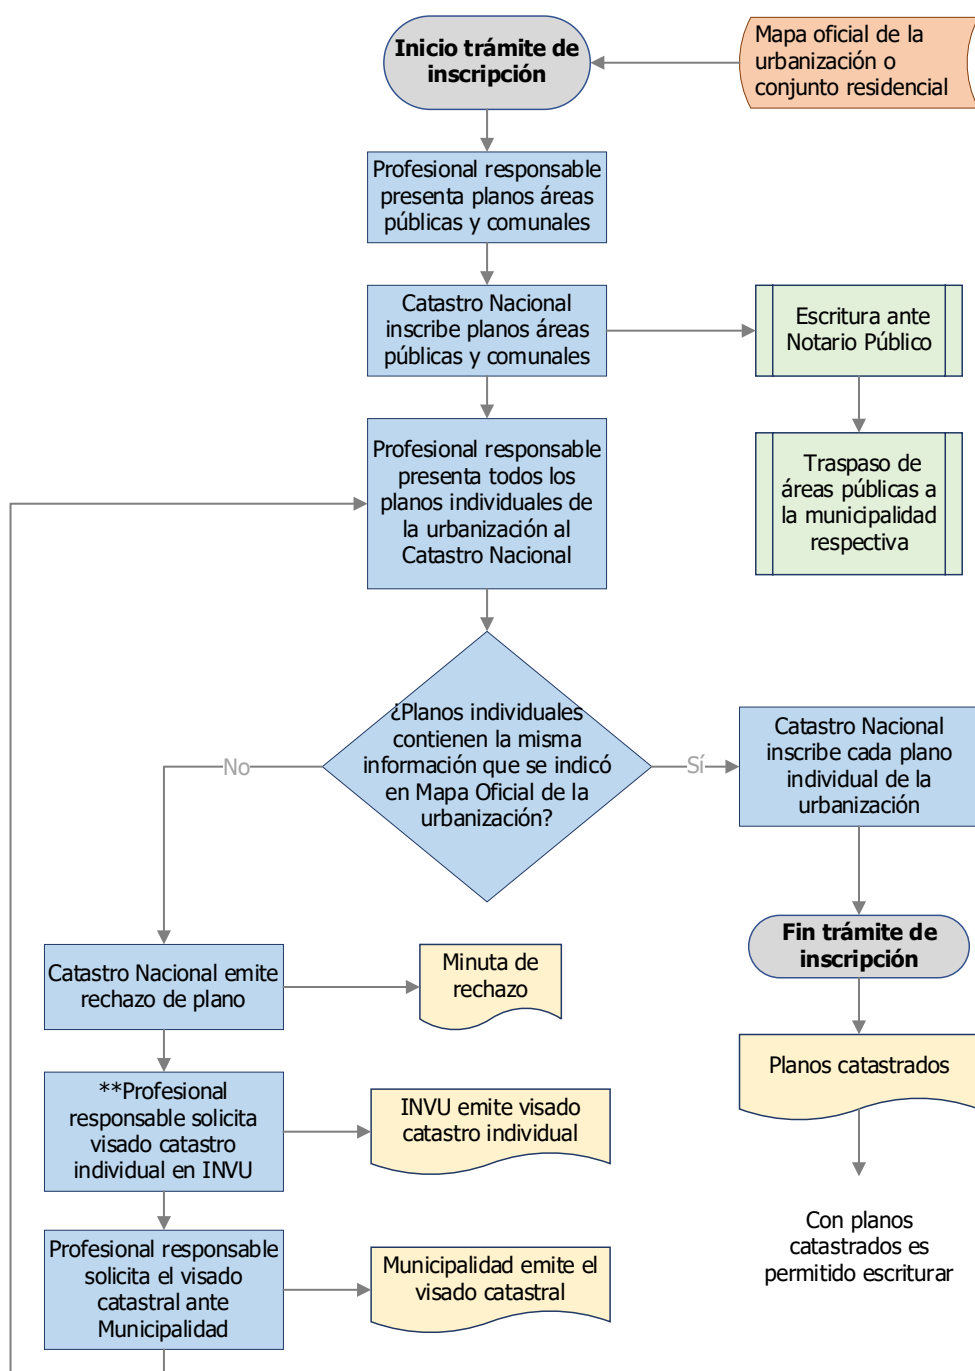 Inicio trámite de
inscripción
Mapa oficial de la
urbanización o
conjunto residencial
Profesional responsable
presenta planos áreas
públicas y comunales
Catastro Nacional
inscribe planos áreas
públicas y comunales
Escritura ante
Notario Público
Profesional responsable
presenta todos los
planos individuales de
la urbanización al
Catastro Nacional
Traspaso de
áreas públicas a
la municipalidad
respectiva
¿Planos individuales
contienen la misma
información que se indicó
en Mapa Oficial de la
urbanización?
No
Sí
Catastro Nacional
inscribe cada plano
individual de la
urbanización
Fin trámite de
inscripción
Planos catastrados
Con planos
catastrados es
permitido escriturar
Catastro Nacional emite
rechazo de plano
Minuta de
rechazo
**Profesional
responsable solicita
visado catastro
individual en INVU
INVU emite visado
catastro individual
Profesional responsable
solicita el visado
catastral ante
Municipalidad
Municipalidad emite el
visado catastral